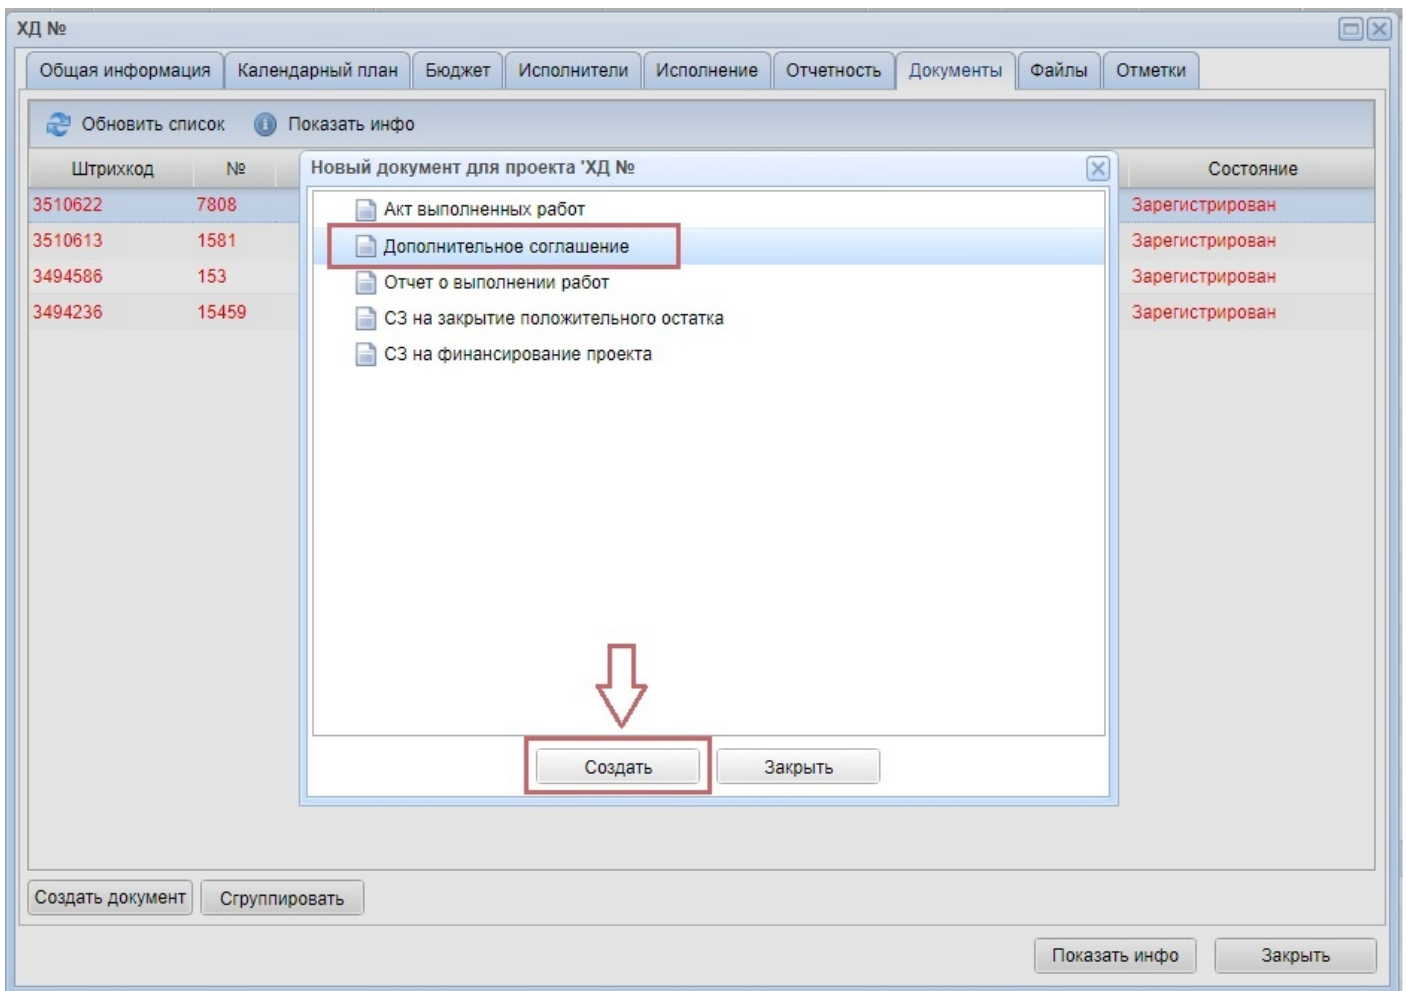 ХД №
Общая информация Календарный план Бюджет Исполнители Исполнение Отчетность Документы Файлы Отметки
Обновить список Показать инфо
Штрихкод № Новый документ для проекта 'ХД № Состояние
3510622 7808 Акт выполненных работ Зарегистрирован
3510613 1581 Дополнительное соглашение Зарегистрирован
3494586 153 Отчет о выполнении работ Зарегистрирован
3494236 15459 СЗ на закрытие положительного остатка Зарегистрирован
СЗ на финансирование проекта
Создать Закрыть
Создать документ Сгруппировать
Показать инфо Закрыть